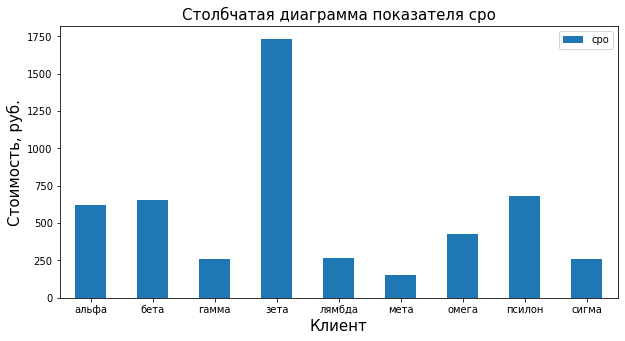 Столбчатая диаграмма показателя cpo
1750
1500
1250
1000
750
500
250
0
Стоимость, руб.
cpo
альфа бета гамма зета лямбда мета омега псилон сигма
Клиент